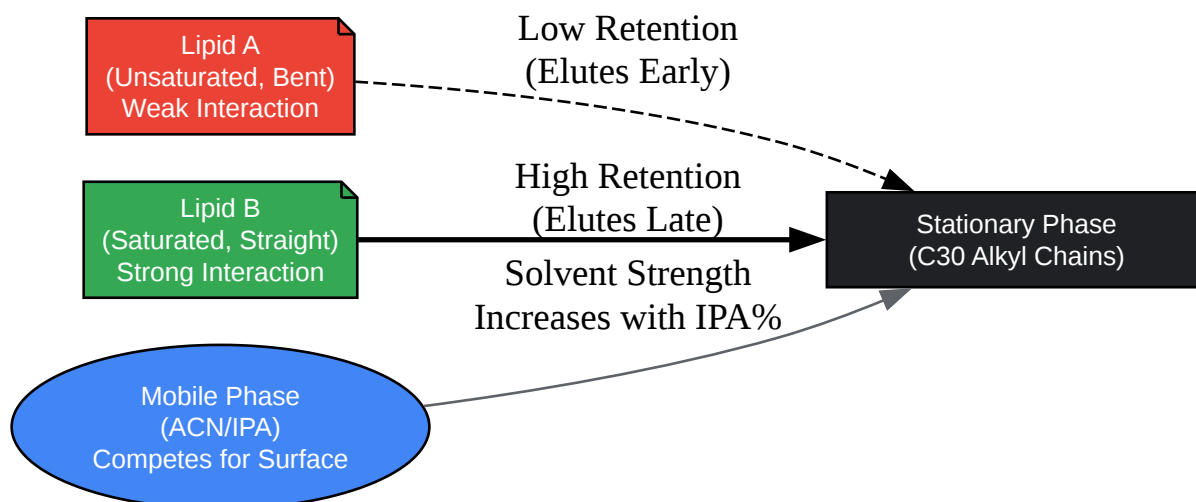 Lipid A
(Unsaturated, Bent)
Weak Interaction
Low Retention
(Elutes Early)
Lipid B
(Saturated, Straight)
Strong Interaction
High Retention
(Elutes Late)
Stationary Phase
(C30 Alkyl Chains)
Solvent Strength
Increases with IPA%
Mobile Phase
(ACN/IPA)
Competes for Surface